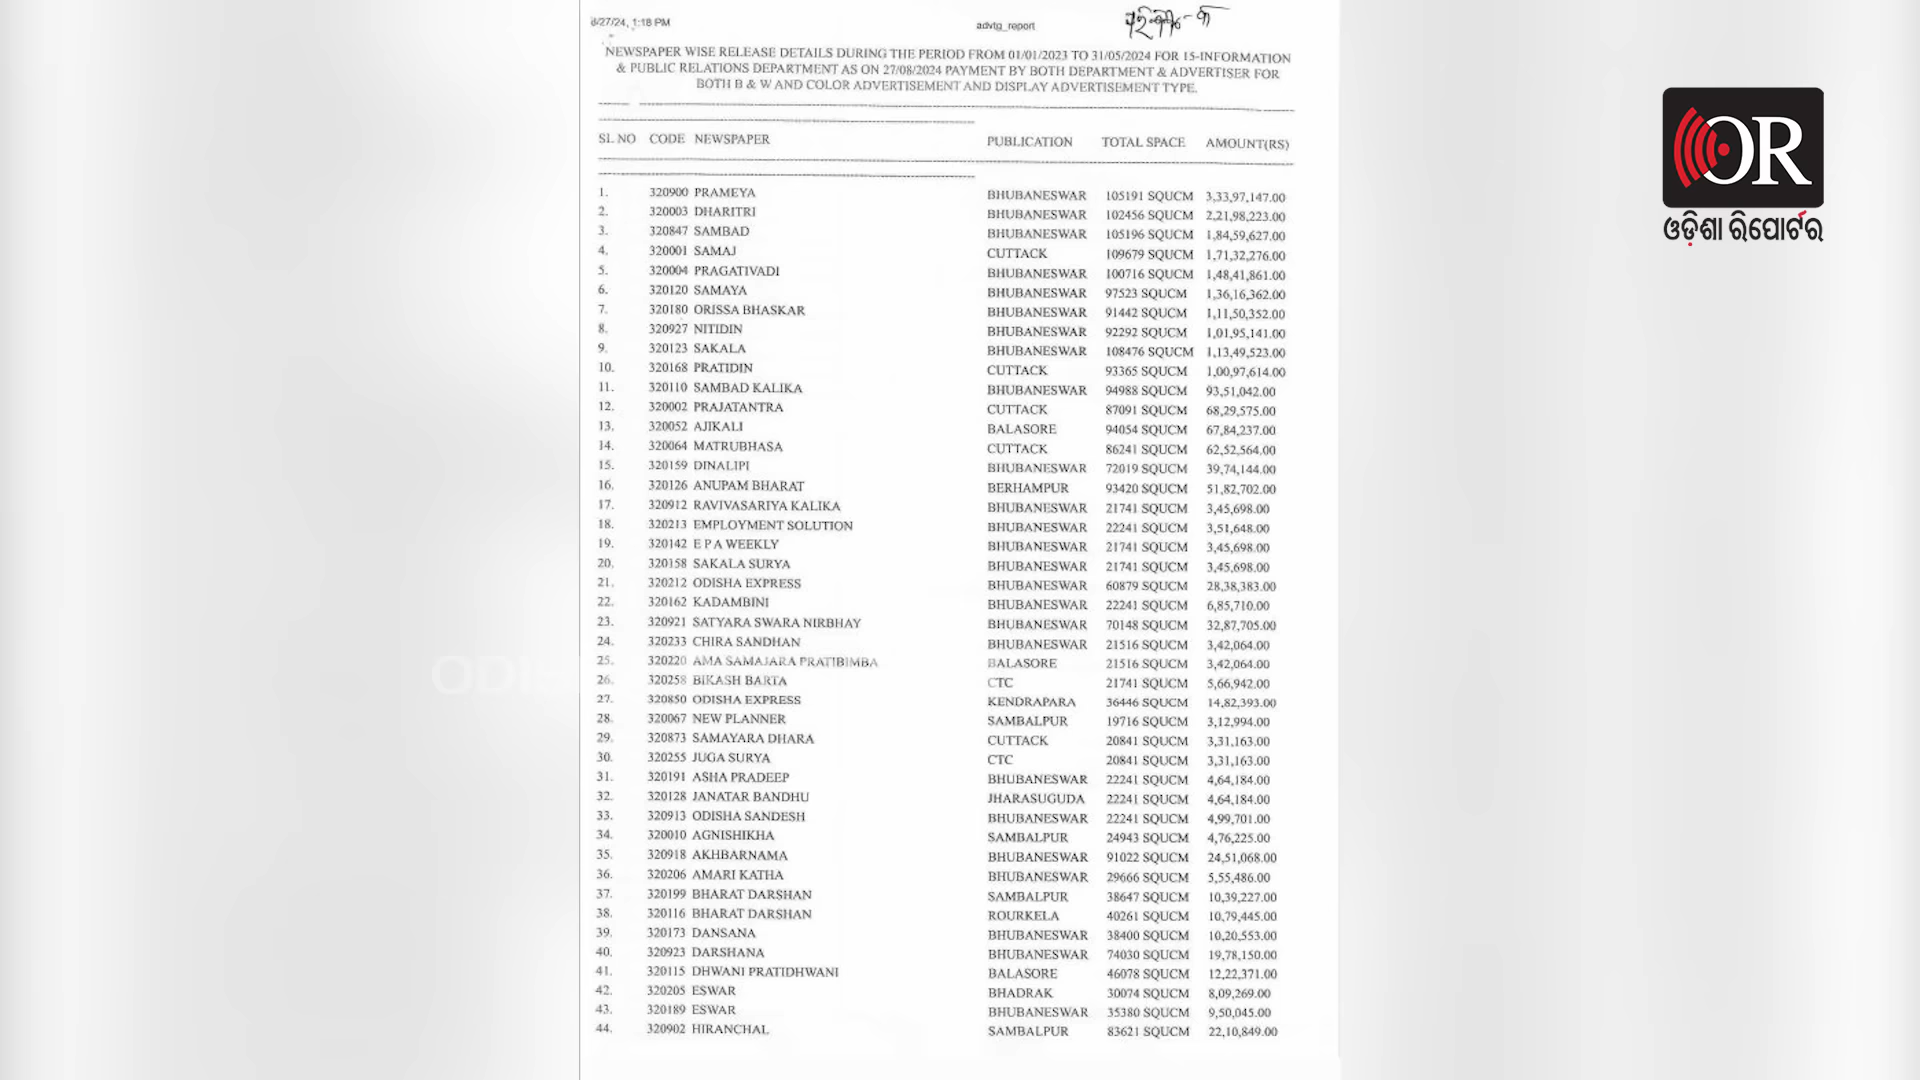 8/27/24, 1:18 PM
advtg_report
NEWSPAPER WISE RELEASE DETAILS DURING THE PERIOD FROM 01/01/2023 TO 31/05/2024 FOR 15-INFORMATION
& PUBLIC RELATIONS DEPARTMENT AS ON 27/08/2024 PAYMENT BY BOTH DEPARTMENT & ADVERTISER FOR
BOTH B & W AND COLOR ADVERTISEMENT AND DISPLAY ADVERTISEMENT TYPE.
SL NO CODE NEWSPAPER PUBLICATION TOTAL SPACE AMOUNT(RS)
1. 320900 PRAMEYA BHUBANESWAR 105191 SQUCM 3,33,97,147.00
2. 320003 DHARITRI BHUBANESWAR 102456 SQUCM 2,21,98,223.00
3. 320847 SAMBAD BHUBANESWAR 105196 SQUCM 1,84,59,627.00
4. 320001 SAMAJ CUTTACK 109679 SQUCM 1,71,32,276.00
5. 320004 PRAGATIVADI BHUBANESWAR 100716 SQUCM 1,48,41,861.00
6. 320120 SAMAYA BHUBANESWAR 97523 SQUCM 1,36,16,362.00
7. 320180 ORISSA BHASKAR BHUBANESWAR 91442 SQUCM 1,11,50,352.00
8. 320927 NITIDIN BHUBANESWAR 92292 SQUCM 1,01,95,141.00
9. 320123 SAKALA BHUBANESWAR 108476 SQUCM 1,13,49,523.00
10. 320168 PRATIDIN CUTTACK 93365 SQUCM 1,00,97,614.00
11. 320110 SAMBAD KALIKA BHUBANESWAR 94988 SQUCM 93,51,042.00
12. 320002 PRAJATANTRA CUTTACK 87091 SQUCM 68,29,575.00
13. 320052 AJIKALI BALASORE 94054 SQUCM 67,84,237.00
14. 320064 MATRUBHASA CUTTACK 86241 SQUCM 62,52,564.00
15. 320159 DINALIPI BHUBANESWAR 72019 SQUCM 39,74,144.00
16. 320126 ANUPAM BHARAT BERHAMPUR 93420 SQUCM 51,82,702.00
17. 320912 RAVIVASARIYA KALIKA BHUBANESWAR 21741 SQUCM 3,45,698.00
18. 320213 EMPLOYMENT SOLUTION BHUBANESWAR 22241 SQUCM 3,51,648.00
19. 320142 E P A WEEKLY BHUBANESWAR 21741 SQUCM 3,45,698.00
20. 320158 SAKALA SURYA BHUBANESWAR 21741 SQUCM 3,45,698.00
21. 320212 ODISHA EXPRESS BHUBANESWAR 60879 SQUCM 28,38,383.00
22. 320162 KADAMBINI BHUBANESWAR 22241 SQUCM 6,85,710.00
23. 320921 SATYARA SWARA NIRBHAY BHUBANESWAR 70148 SQUCM 32,87,705.00
24. 320233 CHIRA SANDHAN BHUBANESWAR 21516 SQUCM 3,42,064.00
25. 320220 AMA SAMAJARA PRATIBIMBA BALASORE 21516 SQUCM 3,42,064.00
26. 320258 BIKASH BARTA CTC 21741 SQUCM 5,66,942.00
27. 320850 ODISHA EXPRESS KENDRAPARA 36446 SQUCM 14,82,393.00
28. 320067 NEW PLANNER SAMBALPUR 19716 SQUCM 3,12,994.00
29. 320873 SAMAYARA DHARA CUTTACK 20841 SQUCM 3,31,163.00
30. 320255 JUGA SURYA CTC 20841 SQUCM 3,31,163.00
31. 320191 ASHA PRADEEP BHUBANESWAR 22241 SQUCM 4,64,184.00
32. 320128 JANATAR BANDHU JHARASUGUDA 22241 SQUCM 4,64,184.00
33. 320913 ODISHA SANDESH BHUBANESWAR 22241 SQUCM 4,99,701.00
34. 320010 AGNISHIKHA SAMBALPUR 24943 SQUCM 4,76,225.00
35. 320918 AKHBARNAMA BHUBANESWAR 91022 SQUCM 24,51,068.00
36. 320206 AMARI KATHA BHUBANESWAR 29666 SQUCM 5,55,486.00
37. 320199 BHARAT DARSHAN SAMBALPUR 38647 SQUCM 10,39,227.00
38. 320116 BHARAT DARSHAN ROURKELA 40261 SQUCM 10,79,445.00
39. 320173 DANSANA BHUBANESWAR 38400 SQUCM 10,20,553.00
40. 320923 DARSHANA BHUBANESWAR 74030 SQUCM 19,78,150.00
41. 320115 DHWANI PRATIDHWANI BALASORE 46078 SQUCM 12,22,371.00
42. 320205 ESWAR BHADRAK 30074 SQUCM 8,09,269.00
43. 320189 ESWAR BHUBANESWAR 35380 SQUCM 9,50,045.00
44. 320902 HIRANCHAL SAMBALPUR 83621 SQUCM 22,10,849.00
OR
ଓଡ଼ିଶା ରିପୋର୍ଟର